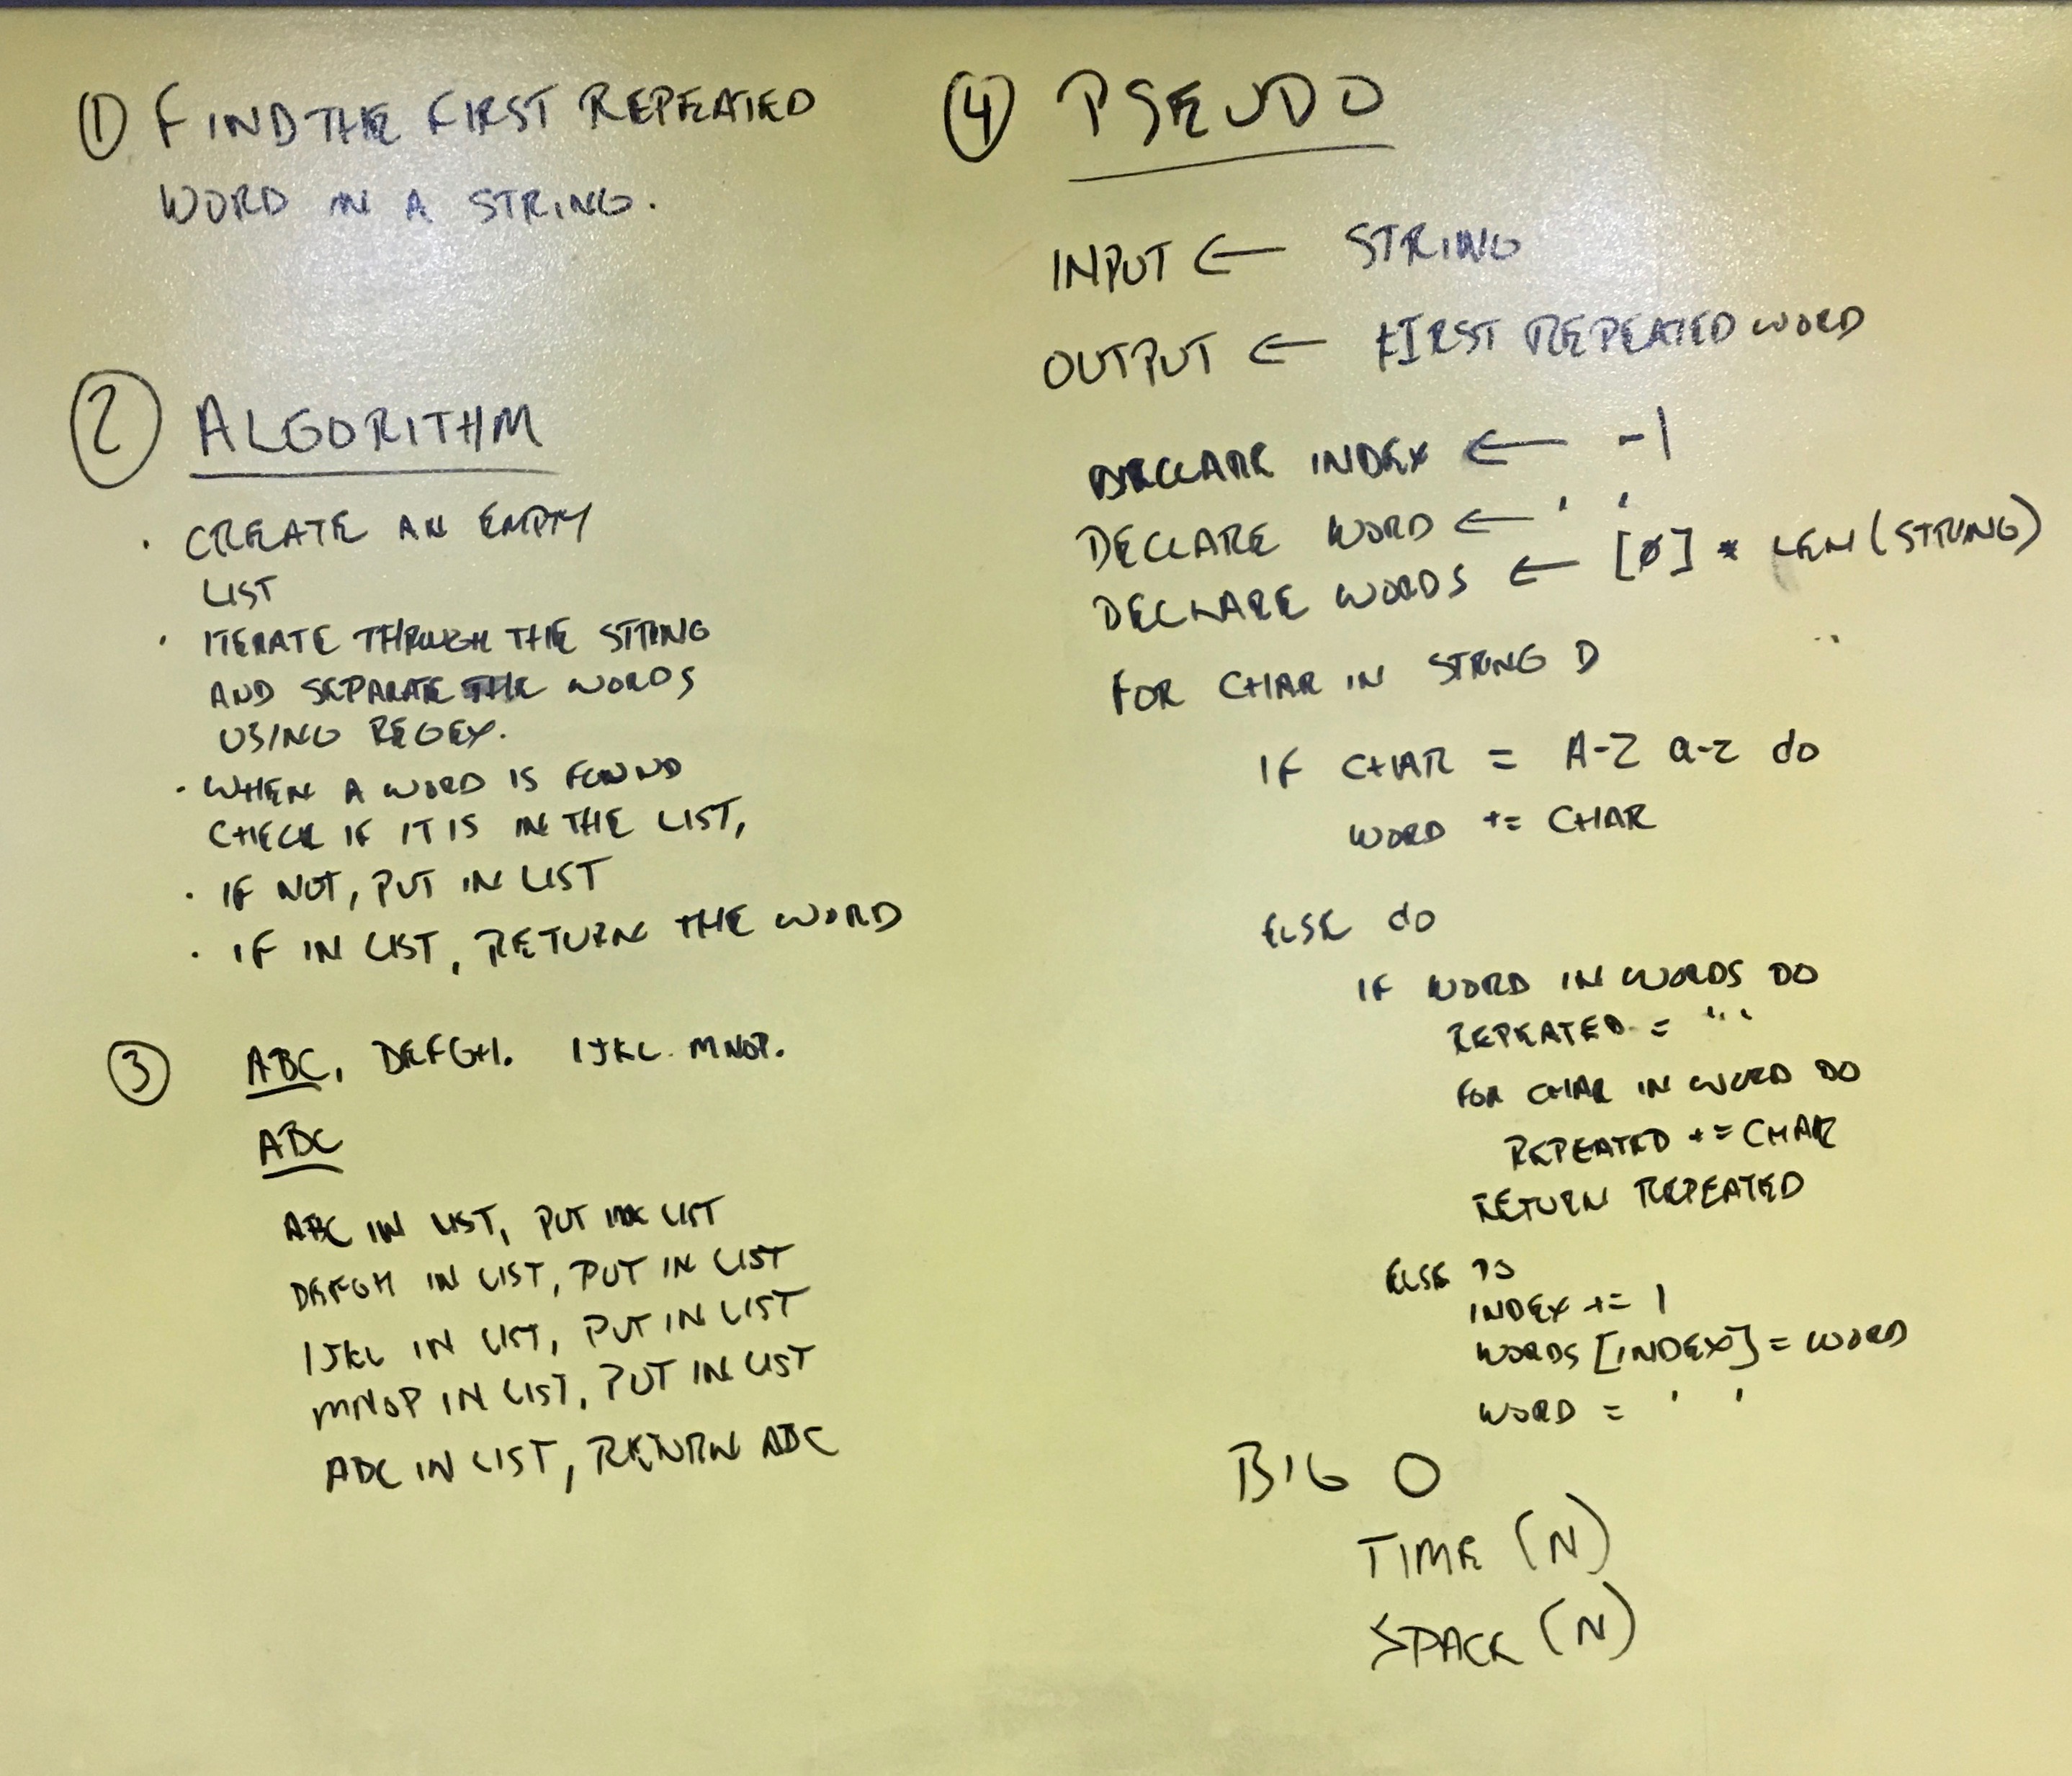 ① FIND THE FIRST REPEATED
WORD IN A STRING.
② ALGORITHM
· CREATE AN EMPTY
LIST
· ITERATE THROUGH THE STRING
AND SEPARATE THE WORDS
USING REGEX.
· WHEN A WORD IS FOUND
CHECK IF IT IS IN THE LIST,
· IF NOT, PUT IN LIST
· IF IN LIST, RETURN THE WORD
③ ABC, DEFGH. IJKL MNOP.
ABC
ABC IN LIST, PUT IN LIST
DEFGH IN LIST, PUT IN LIST
IJKL IN LIST, PUT IN LIST
MNOP IN LIST, PUT IN LIST
ABC IN LIST, RETURN ABC
④ PSEUDO
INPUT ← STRING
OUTPUT ← FIRST REPEATED WORD
DECLARE INDEX ← -1
DECLARE WORD ← ' '
DECLARE WORDS ← [0] * LEN(STRING)
FOR CHAR IN STRING D
IF CHAR = A-Z a-z do
WORD += CHAR
ELSE do
IF WORD IN WORDS DO
REPEATED = ' '
FOR CHAR IN WORD DO
REPEATED += CHAR
RETURN REPEATED
ELSE DO
INDEX += 1
WORDS [INDEX] = WORD
WORD = ' '
BIG O
TIME (N)
SPACE (N)